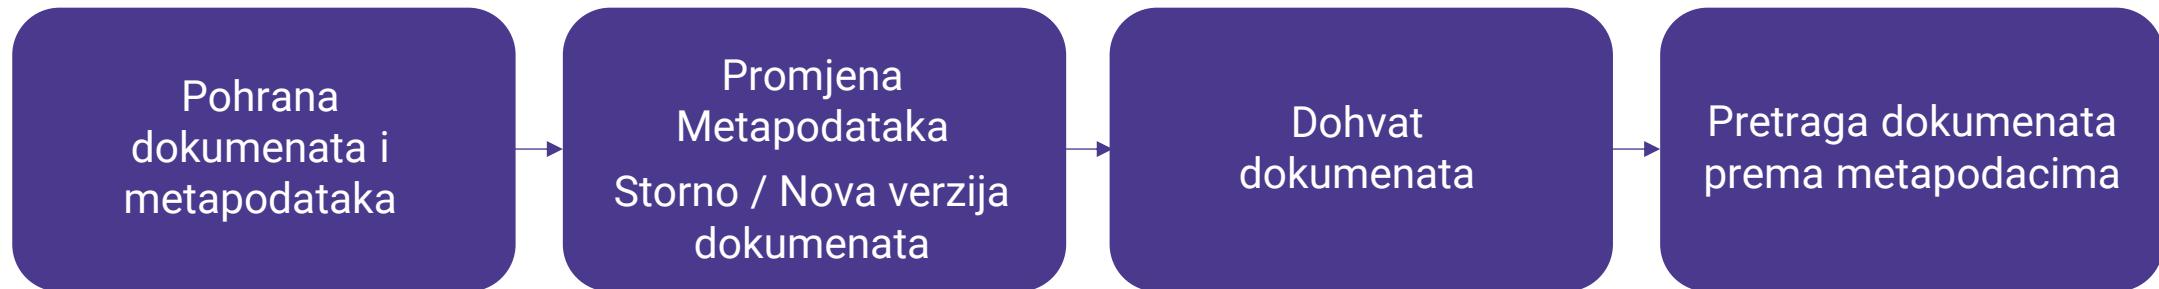 Pohrana
dokumenata i
metapodataka
Promjena
Metapodataka
Storno / Nova verzija
dokumenata
Dohvat
dokumenata
Pretraga dokumenata
prema metapodacima